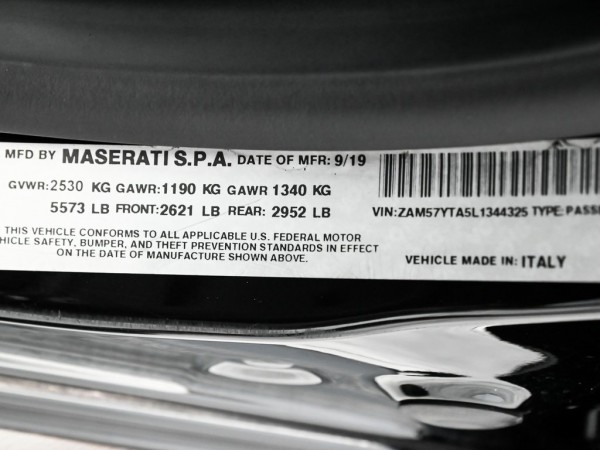 MFD BY MASERATI S.P.A. DATE OF MFR: 9/19
GVWR:2530 KG GAWR:1190 KG GAWR 1340 KG
5573 LB FRONT:2621 LB REAR: 2952 LB
VIN:ZAM57YTA5L1344325 TYPE: PASSE
THIS VEHICLE CONFORMS TO ALL APPLICABLE U.S. FEDERAL MOTOR
HICLE SAFETY, BUMPER, AND THEFT PREVENTION STANDARDS IN EFFECT
ON THE DATE OF MANUFACTURE SHOWN ABOVE.
VEHICLE MADE IN: ITALY